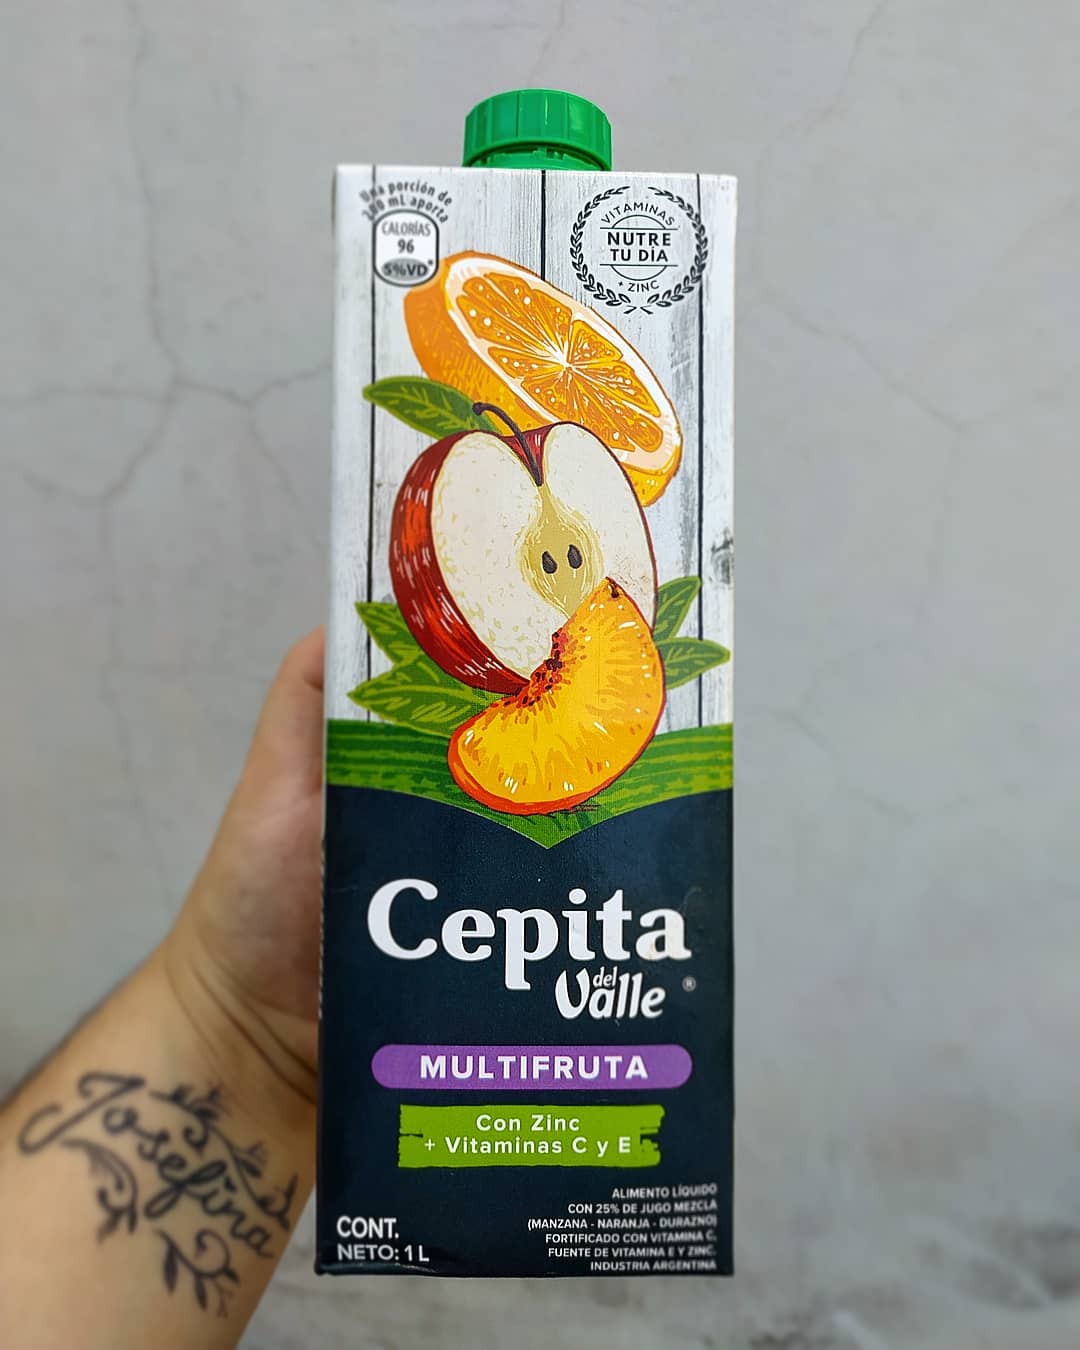 Una porción de
200 mL aporta
CALORÍAS
96
5%VD*
VITAMINAS
NUTRE
TU DÍA
+ ZINC
Cepita
del
Valle ®
MULTIFRUTA
Con Zinc
+ Vitaminas C y E
ALIMENTO LÍQUIDO
CON 25% DE JUGO MEZCLA
(MANZANA - NARANJA - DURAZNO)
FORTIFICADO CON VITAMINA C,
FUENTE DE VITAMINA E Y ZINC.
INDUSTRIA ARGENTINA
CONT.
NETO: 1 L
Josefina